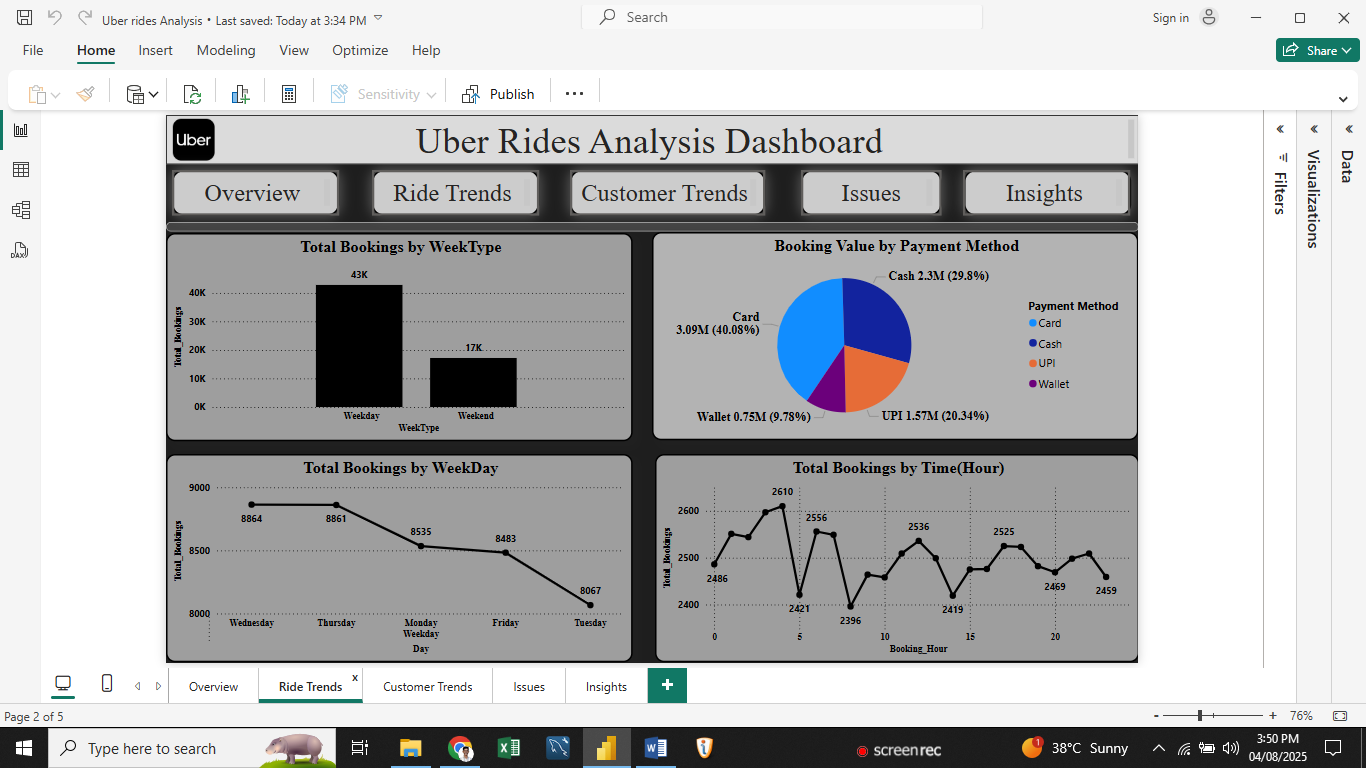 Uber rides Analysis • Last saved: Today at 3:34 PM
Search
Sign in
File
Home
Insert
Modeling
View
Optimize
Help
Share
Sensitivity
Publish
Uber
Uber Rides Analysis Dashboard
Overview
Ride Trends
Customer Trends
Issues
Insights
Filters
Visualizations
Data
Total Bookings by WeekType
Total_Bookings
40K
30K
20K
10K
0K
43K
17K
Weekday
Weekend
WeekType
Booking Value by Payment Method
Cash 2.3M (29.8%)
Card
3.09M (40.08%)
Wallet 0.75M (9.78%)
UPI 1.57M (20.34%)
Payment Method
Card
Cash
UPI
Wallet
Total Bookings by WeekDay
Total_Bookings
9000
8500
8000
8864
8861
8535
8483
8067
Wednesday
Thursday
Monday
Friday
Tuesday
Weekday
Day
Total Bookings by Time(Hour)
Total_Bookings
2600
2500
2400
2486
2610
2421
2556
2396
2536
2419
2525
2469
2459
0
5
10
15
20
Booking_Hour
Overview
Ride Trends
x
Customer Trends
Issues
Insights
+
Page 2 of 5
- + 76%
Type here to search
DAX
W
screen rec
1
38°C Sunny
3:50 PM
04/08/2025